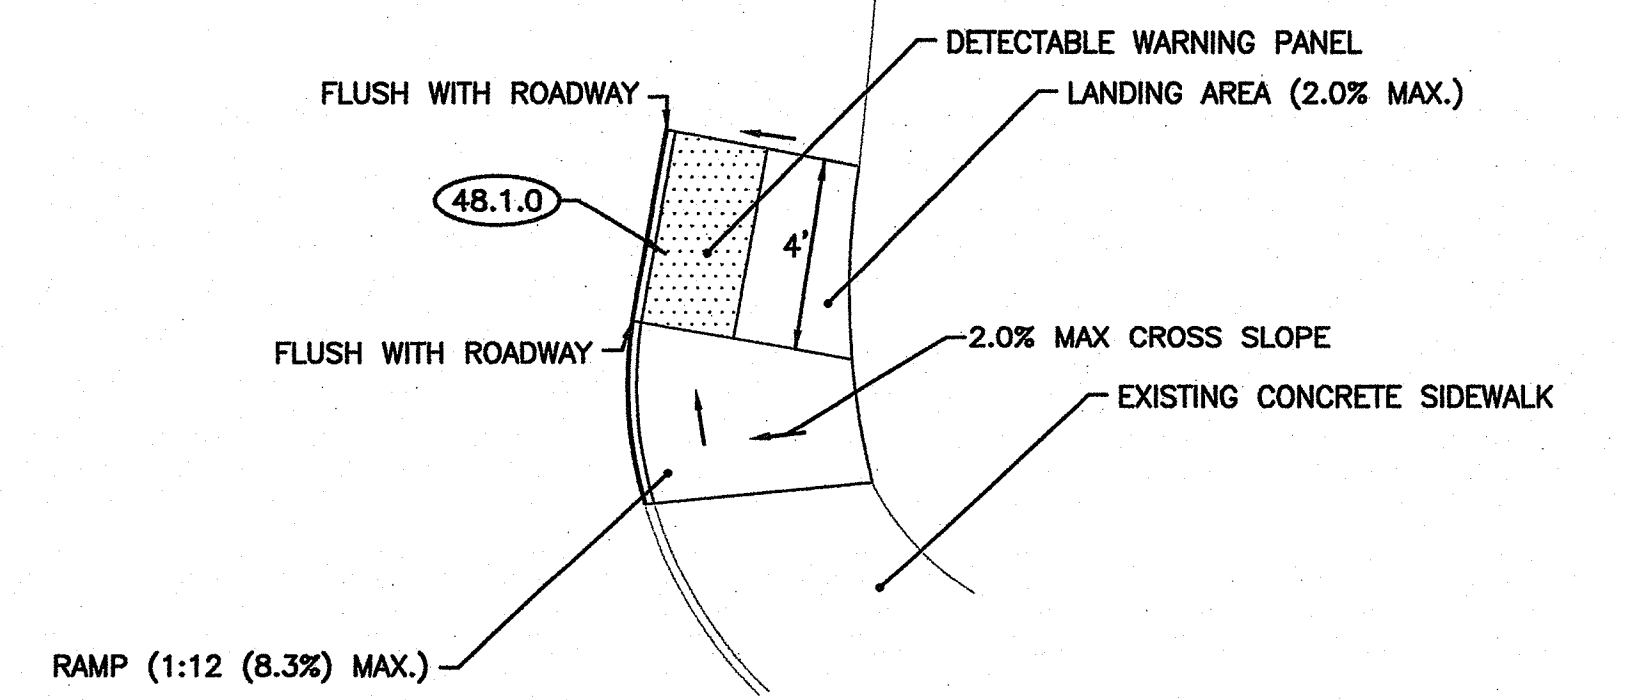 DETECTABLE WARNING PANEL
FLUSH WITH ROADWAY
LANDING AREA (2.0% MAX.)
48.1.0
4'
FLUSH WITH ROADWAY
2.0% MAX CROSS SLOPE
EXISTING CONCRETE SIDEWALK
RAMP (1:12 (8.3%) MAX.)